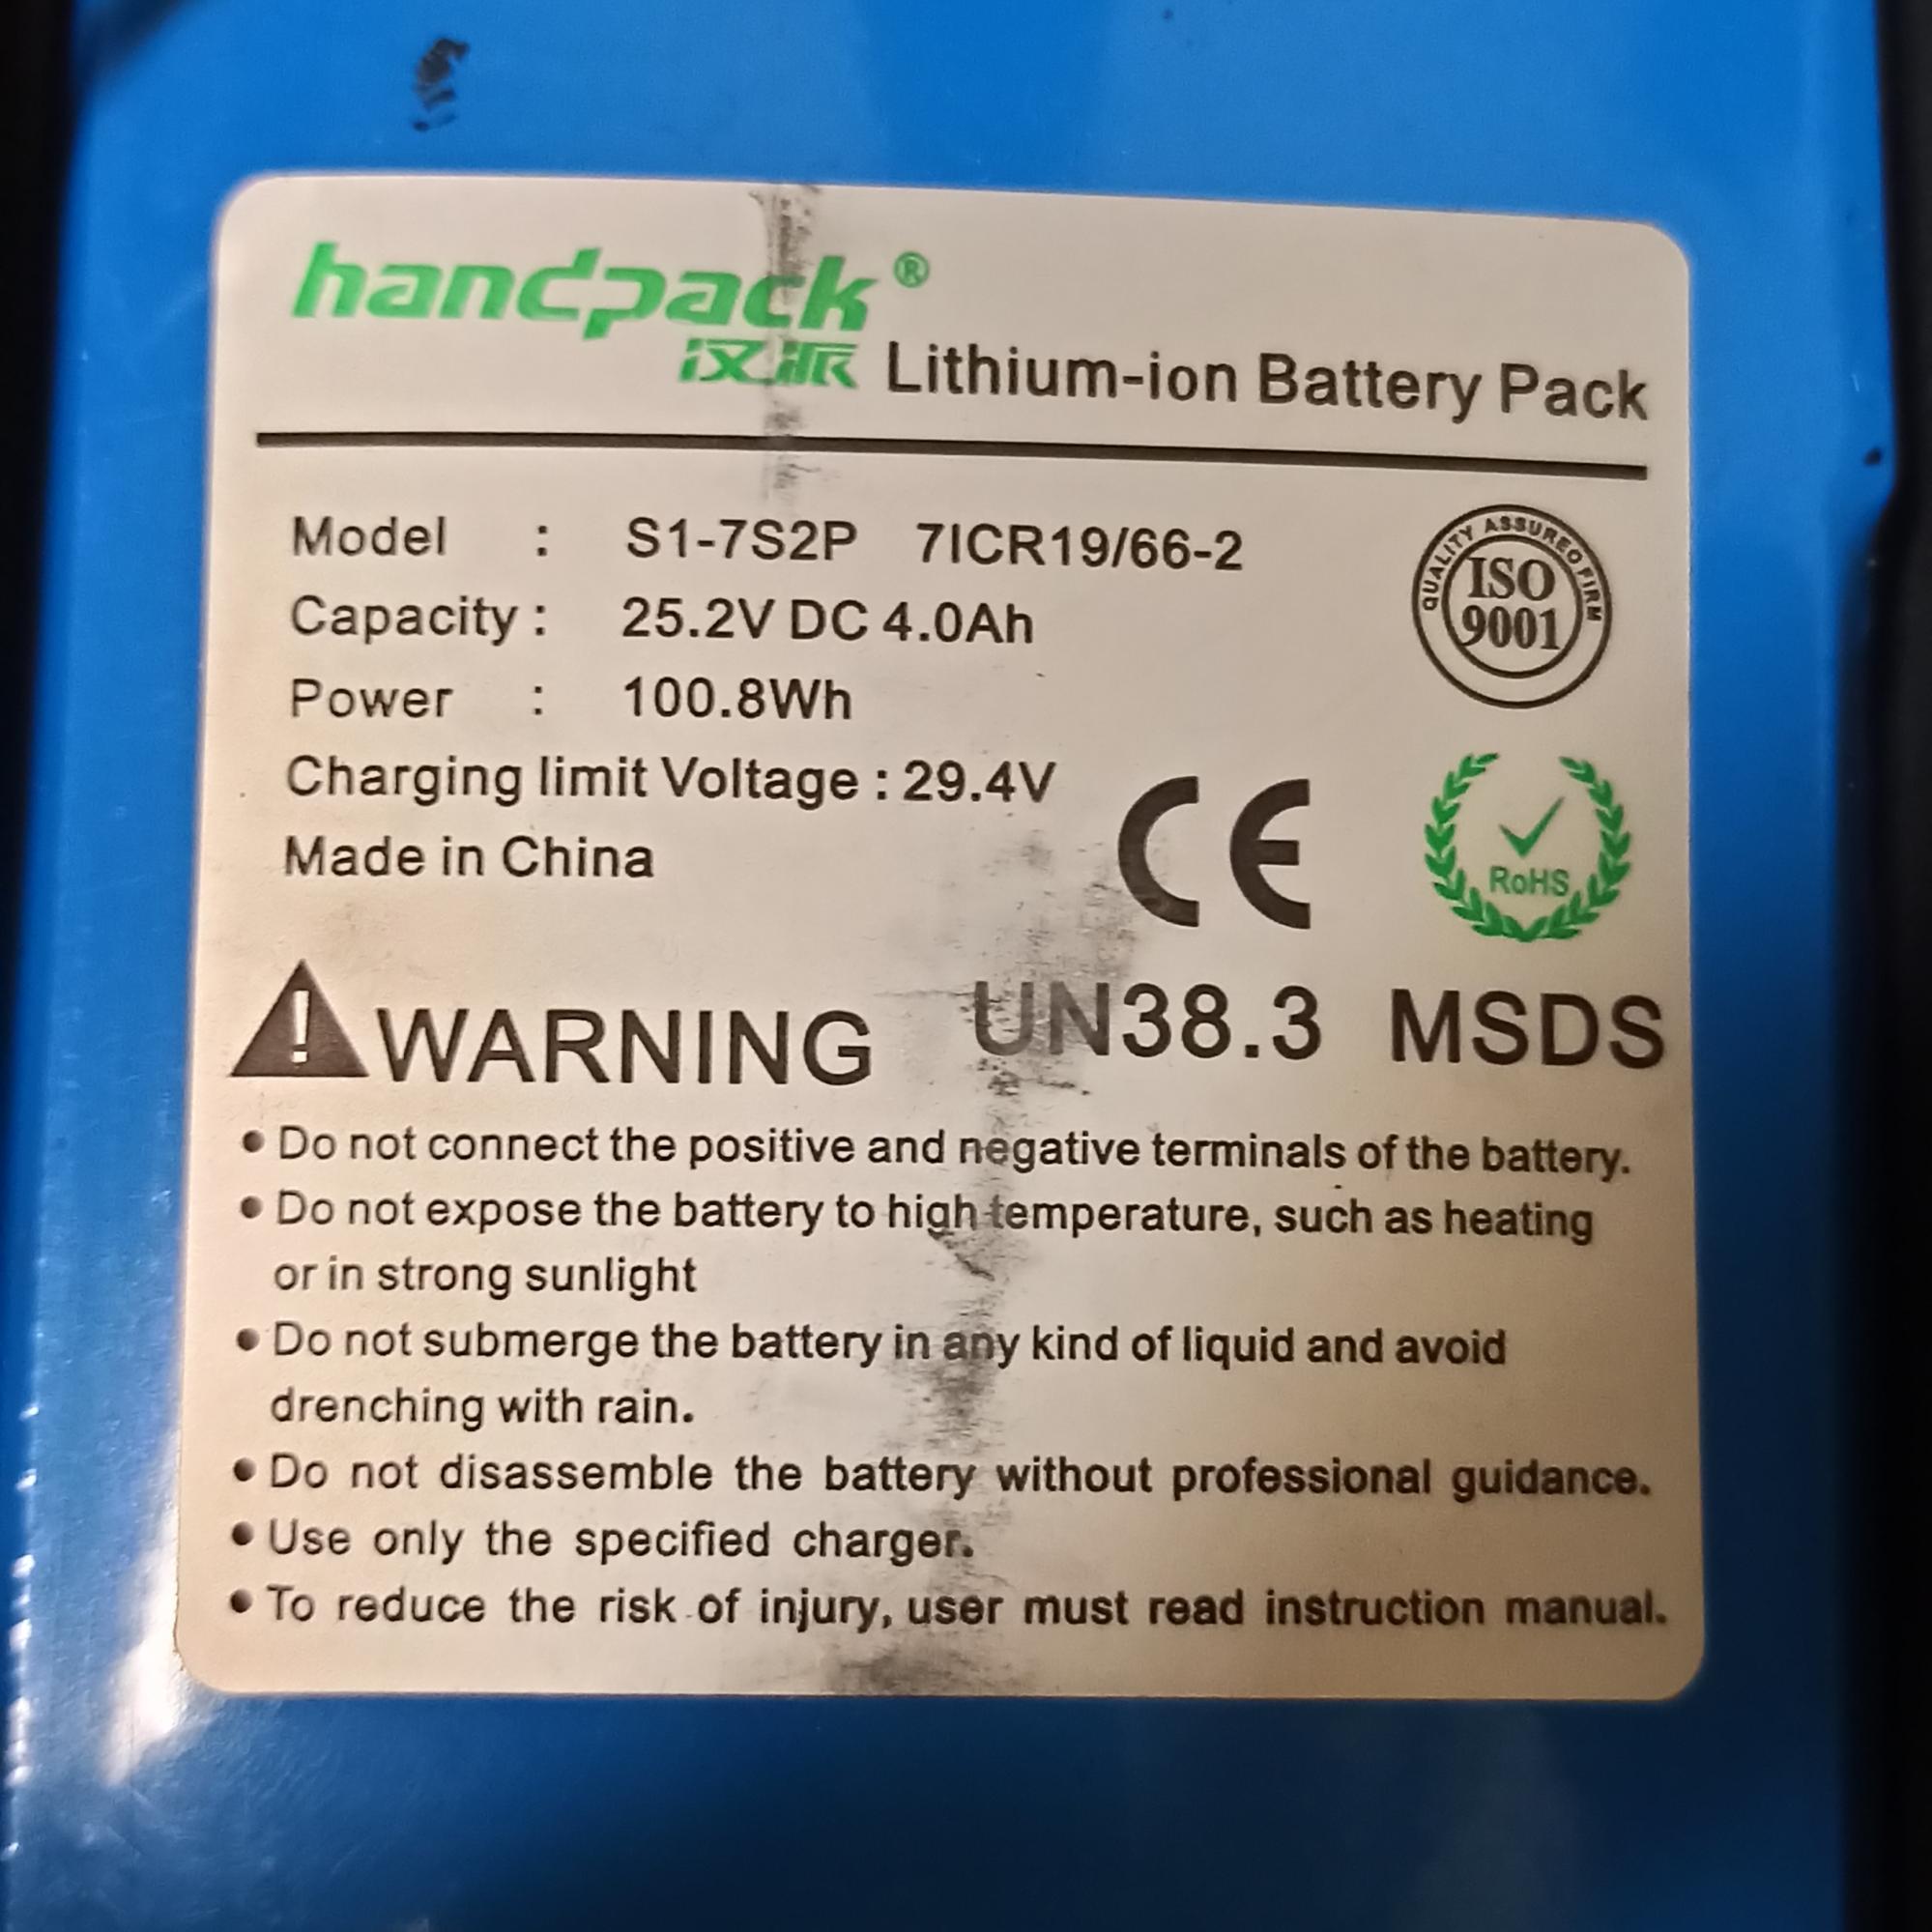 handpack®
汉派 Lithium-ion Battery Pack
Model : S1-7S2P 7ICR19/66-2
Capacity : 25.2V DC 4.0Ah
Power : 100.8Wh
Charging limit Voltage : 29.4V
Made in China
QUALITY ASSUREO FIRM
ISO
9001
CE
RoHS
WARNING UN38.3 MSDS
• Do not connect the positive and negative terminals of the battery.
• Do not expose the battery to high temperature, such as heating
or in strong sunlight
• Do not submerge the battery in any kind of liquid and avoid
drenching with rain.
• Do not disassemble the battery without professional guidance.
• Use only the specified charger.
• To reduce the risk of injury, user must read instruction manual.